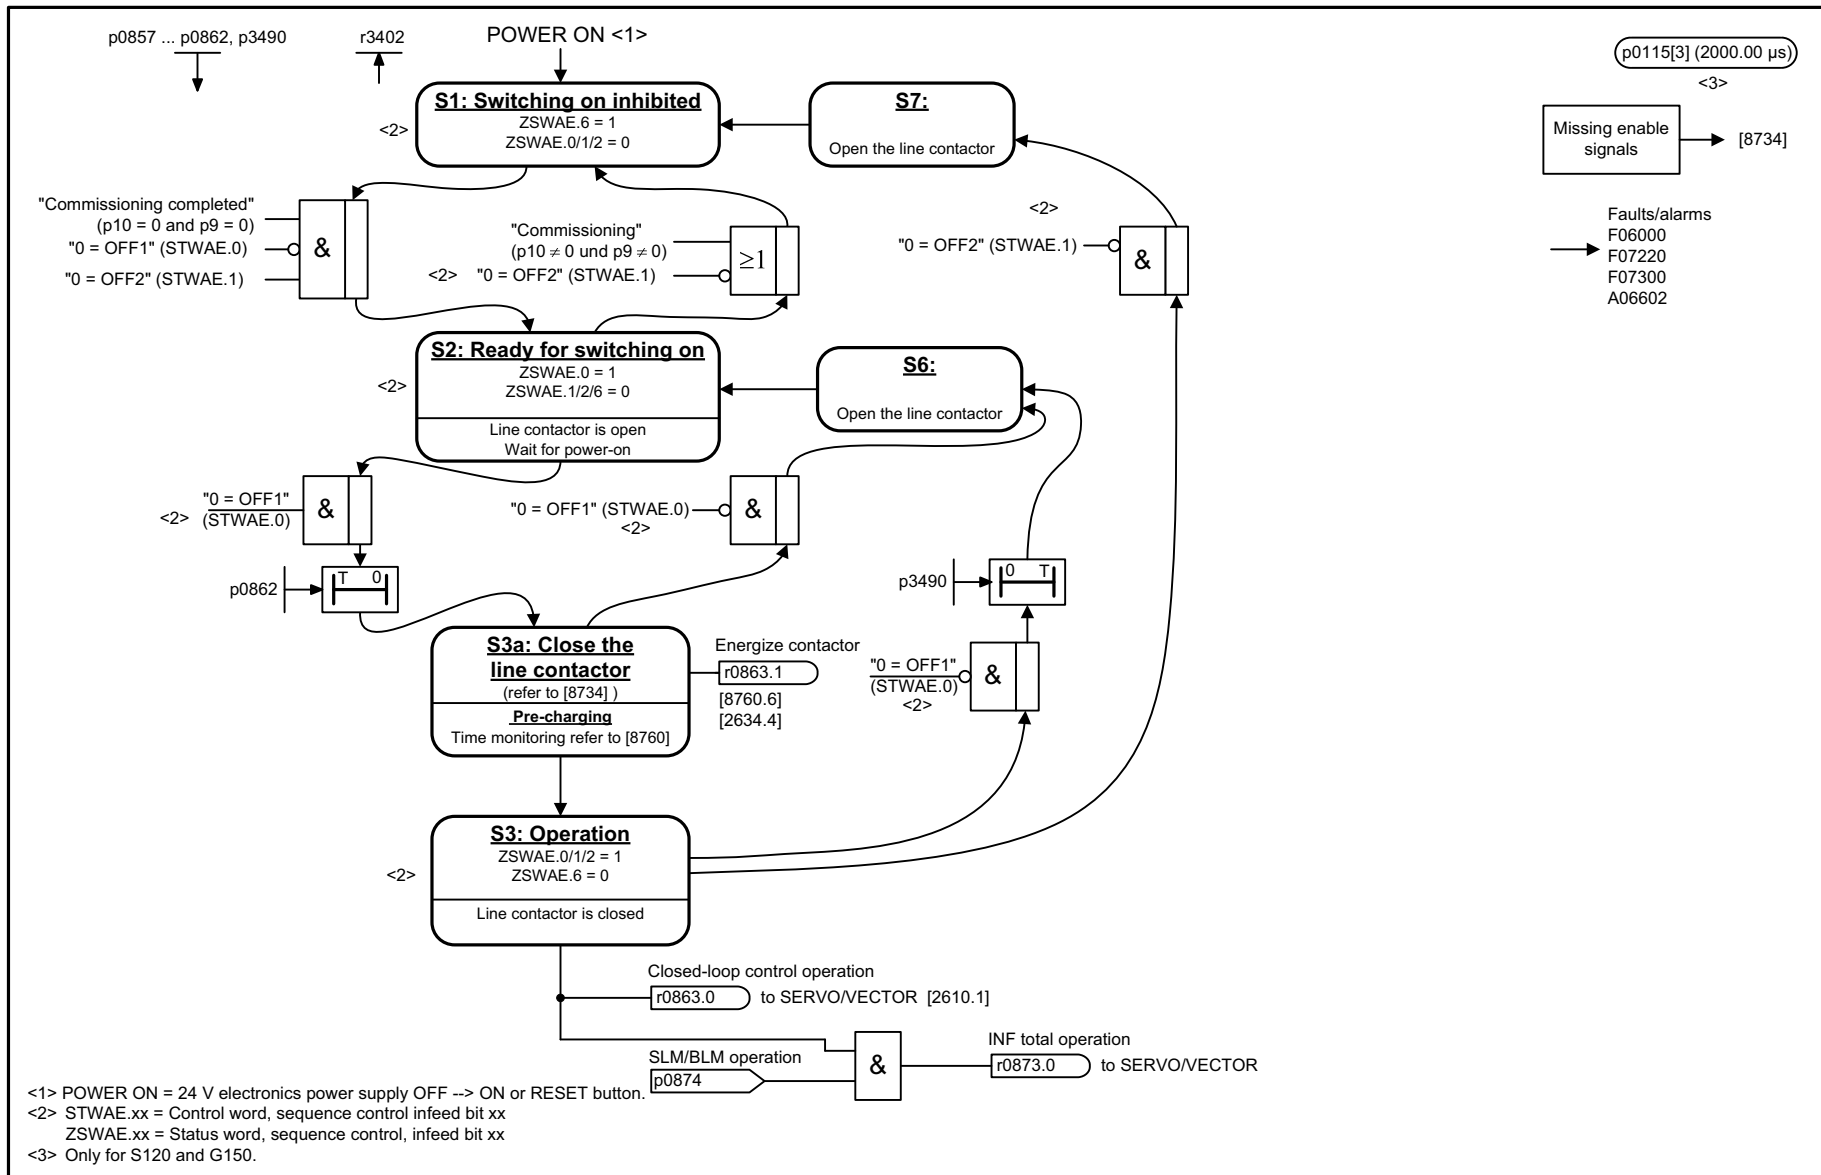 p0857 ... p0862, p3490
r3402
POWER ON <1>
p0115[3] (2000.00 µs)
<3>
S1: Switching on inhibited
ZSWAE.6 = 1
ZSWAE.0/1/2 = 0
<2>
S7:
Open the line contactor
Missing enable
signals
[8734]
"Commissioning completed"
(p10 = 0 and p9 = 0)
"0 = OFF1" (STWAE.0)
"0 = OFF2" (STWAE.1)
&
"Commissioning"
(p10 ≠ 0 und p9 ≠ 0)
<2> "0 = OFF2" (STWAE.1)
≥1
<2>
"0 = OFF2" (STWAE.1)
&
Faults/alarms
F06000
F07220
F07300
A06602
S2: Ready for switching on
ZSWAE.0 = 1
ZSWAE.1/2/6 = 0
<2>
Line contactor is open
Wait for power-on
S6:
Open the line contactor
"0 = OFF1"
<2> (STWAE.0)
&
"0 = OFF1" (STWAE.0)
<2>
&
p0862
T 0
p3490
0 T
S3a: Close the
line contactor
(refer to [8734] )
Pre-charging
Time monitoring refer to [8760]
Energize contactor
r0863.1
[8760.6]
[2634.4]
"0 = OFF1"
(STWAE.0)
<2>
&
S3: Operation
ZSWAE.0/1/2 = 1
ZSWAE.6 = 0
<2>
Line contactor is closed
Closed-loop control operation
r0863.0 to SERVO/VECTOR [2610.1]
SLM/BLM operation
p0874
&
INF total operation
r0873.0 to SERVO/VECTOR
<1> POWER ON = 24 V electronics power supply OFF --> ON or RESET button.
<2> STWAE.xx = Control word, sequence control infeed bit xx
ZSWAE.xx = Status word, sequence control, infeed bit xx
<3> Only for S120 and G150.